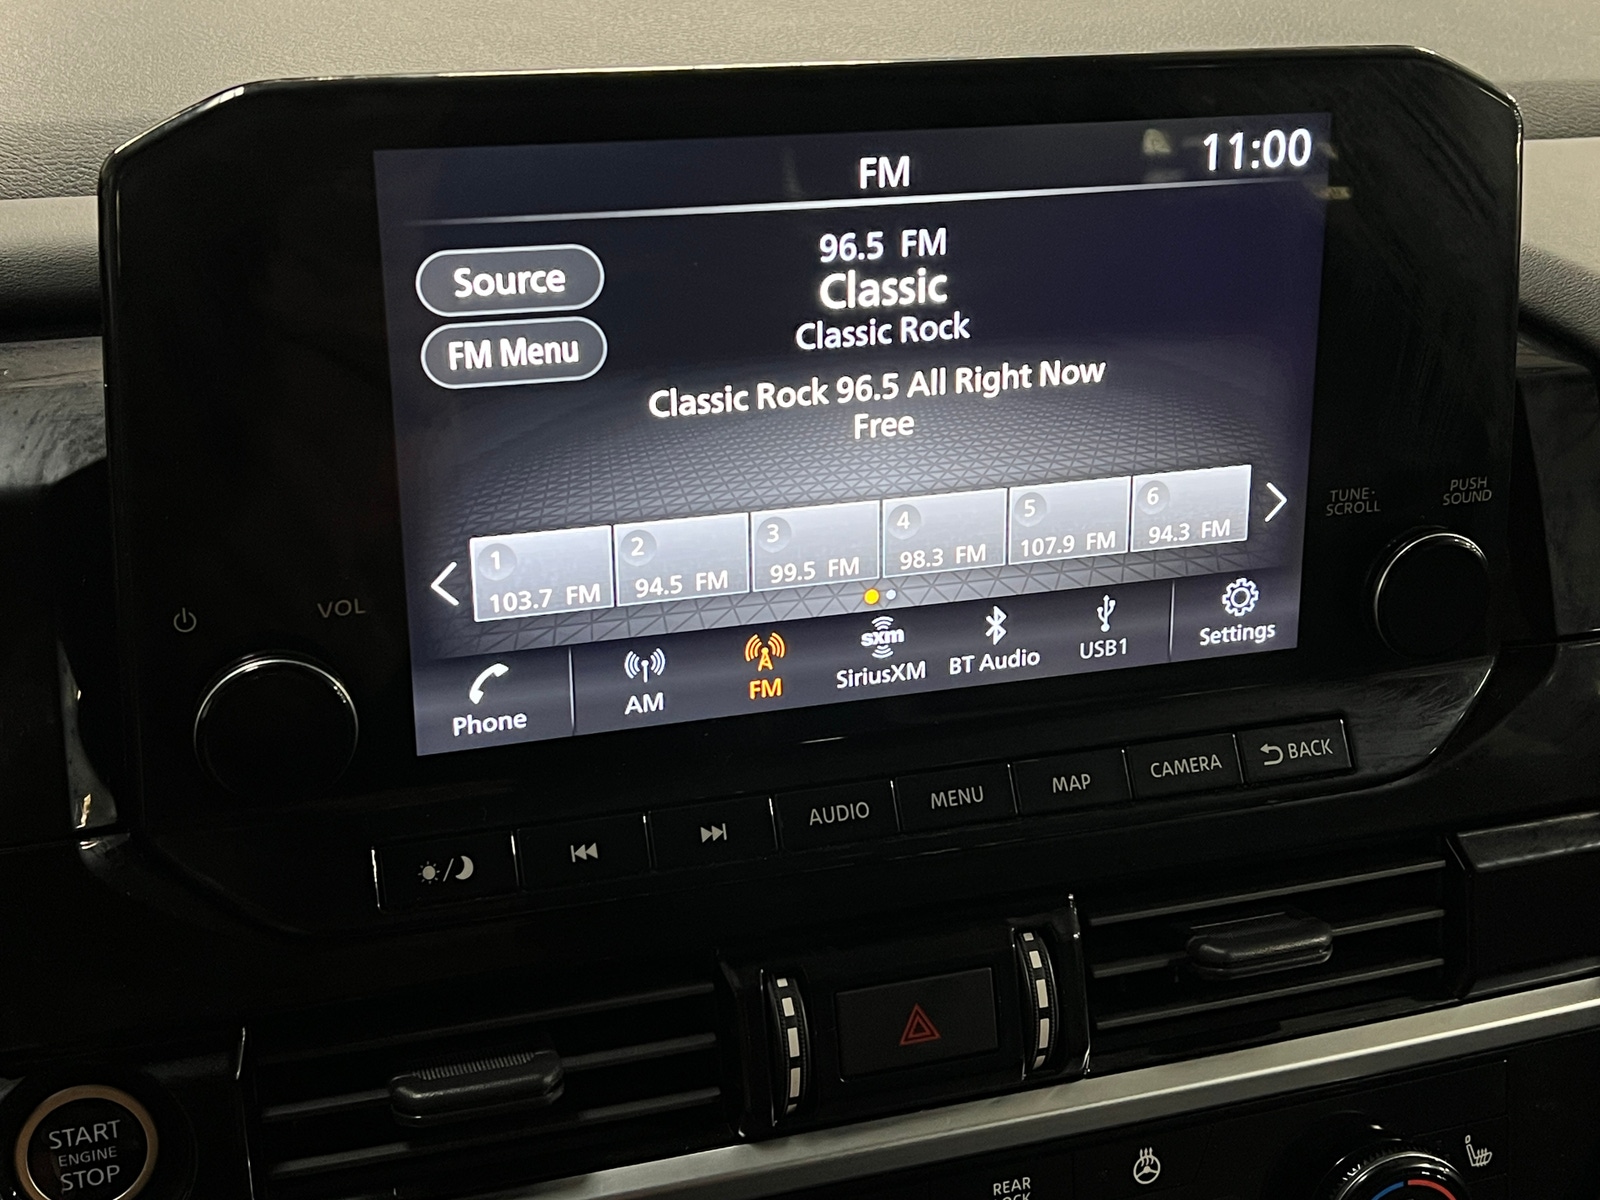 FM
11:00
96.5 FM
Classic
Classic Rock
Classic Rock 96.5 All Right Now
Free
Source
FM Menu
1
103.7 FM
2
94.5 FM
3
99.5 FM
4
98.3 FM
5
107.9 FM
6
94.3 FM
Phone
AM
FM
sxm
SiriusXM
BT Audio
USB1
Settings
VOL
TUNE·
SCROLL
PUSH
SOUND
AUDIO
MENU
MAP
CAMERA
BACK
START
ENGINE
STOP
REAR